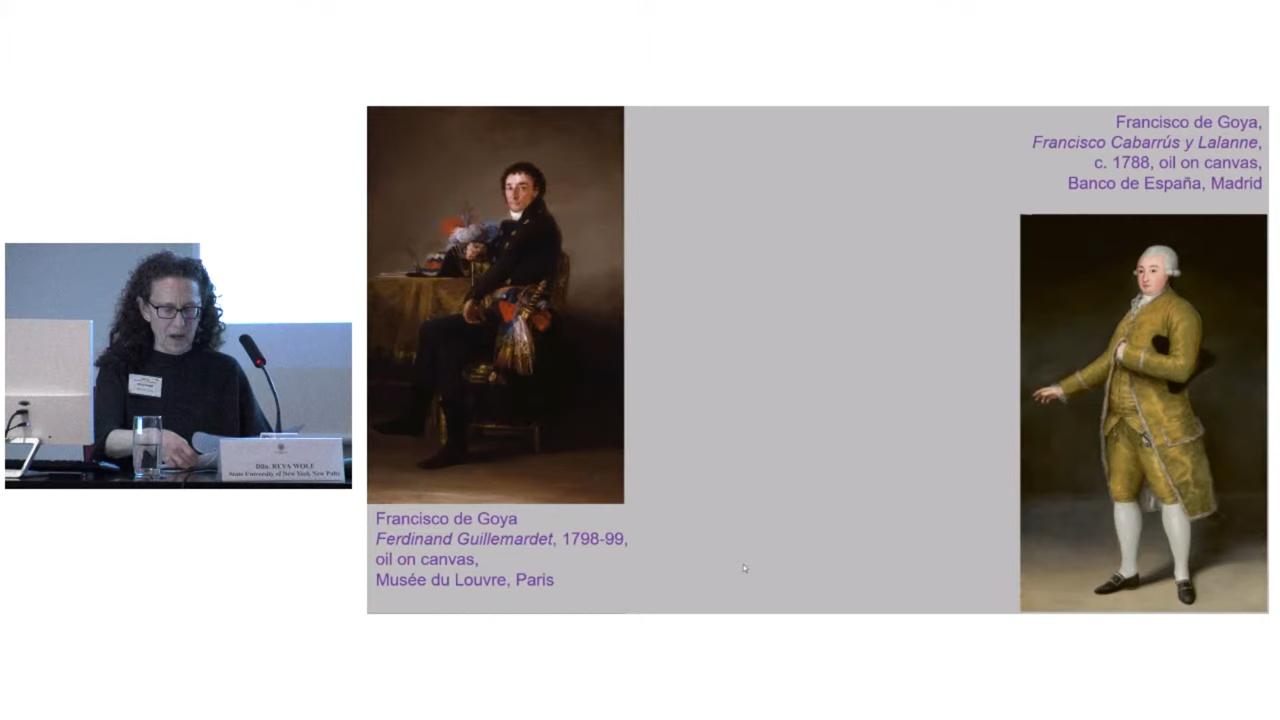 Francisco de Goya,
Francisco Cabarrús y Lalanne,
c. 1788, oil on canvas,
Banco de España, Madrid
Francisco de Goya
Ferdinand Guillemardet, 1798-99,
oil on canvas,
Musée du Louvre, Paris
Dña. REVA WOLF
State University of New York, New Paltz